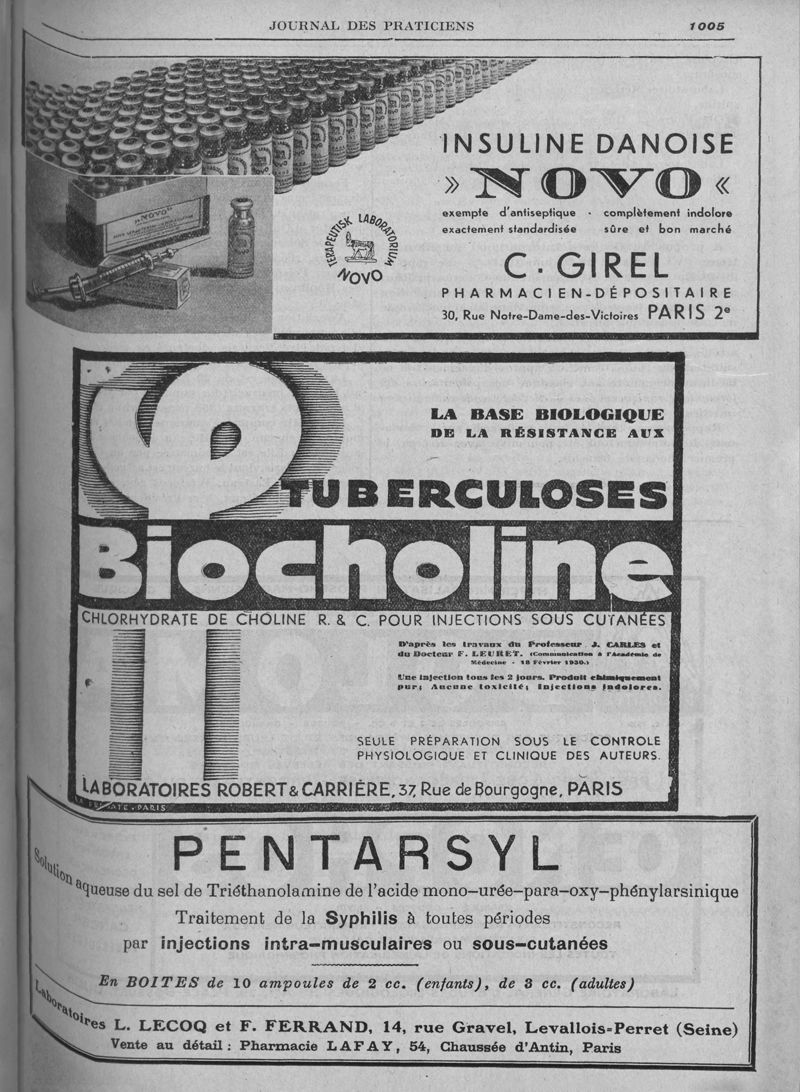 JOURNAL DES PRATICIENS
1005
"NOVO"
INSULINE DANOISE
» NOVO «
exempte d'antiseptique · complètement indolore
exactement standardisée sûre et bon marché
TERAPEUTISK LABORATORIUM
NOVO
C. GIREL
PHARMACIEN-DÉPOSITAIRE
30, Rue Notre-Dame-des-Victoires PARIS 2e
LA BASE BIOLOGIQUE
DE LA RÉSISTANCE AUX
TUBERCULOSES
Biocholine
CHLORHYDRATE DE CHOLINE R. & C. POUR INJECTIONS SOUS CUTANÉES
D'après les travaux du Professeur J. CARLES et
du Docteur F. LEURET. (Communication à l'Académie de
Médecine - 18 Février 1930.)
Une injection tous les 2 jours. Produit chimiquement
pur; Aucune toxicité; Injections indolores.
SEULE PRÉPARATION SOUS LE CONTROLE
PHYSIOLOGIQUE ET CLINIQUE DES AUTEURS.
LABORATOIRES ROBERT & CARRIÈRE, 37, Rue de Bourgogne, PARIS
PARIS
PENTARSYL
Solution aqueuse du sel de Triéthanolamine de l'acide mono-urée-para-oxy-phénylarsinique
Traitement de la Syphilis à toutes périodes
par injections intra-musculaires ou sous-cutanées
En BOITES de 10 ampoules de 2 cc. (enfants), de 3 cc. (adultes)
Laboratoires L. LECOQ et F. FERRAND, 14, rue Gravel, Levallois-Perret (Seine)
Vente au détail : Pharmacie LAFAY, 54, Chaussée d'Antin, Paris